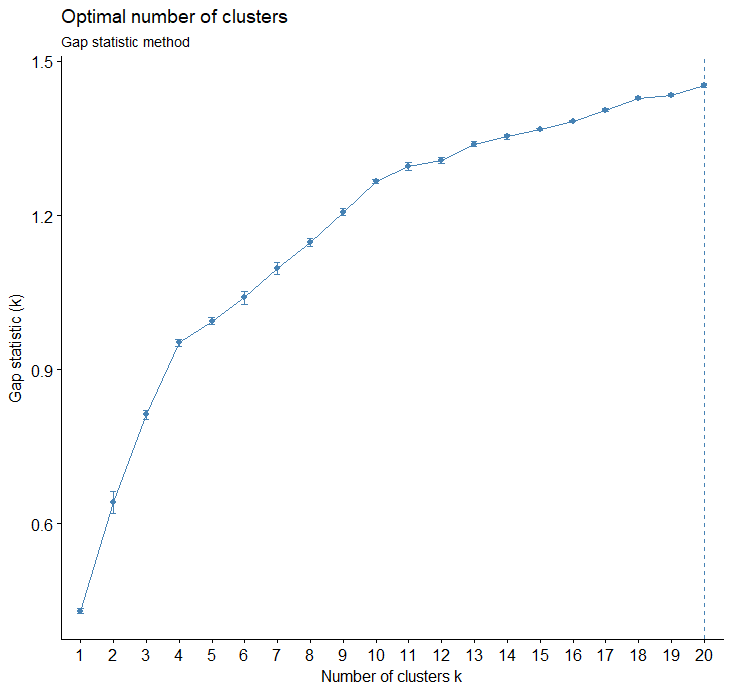 Optimal number of clusters
Gap statistic method
1.5
1.2
0.9
0.6
Gap statistic (k)
1 2 3 4 5 6 7 8 9 10 11 12 13 14 15 16 17 18 19 20
Number of clusters k